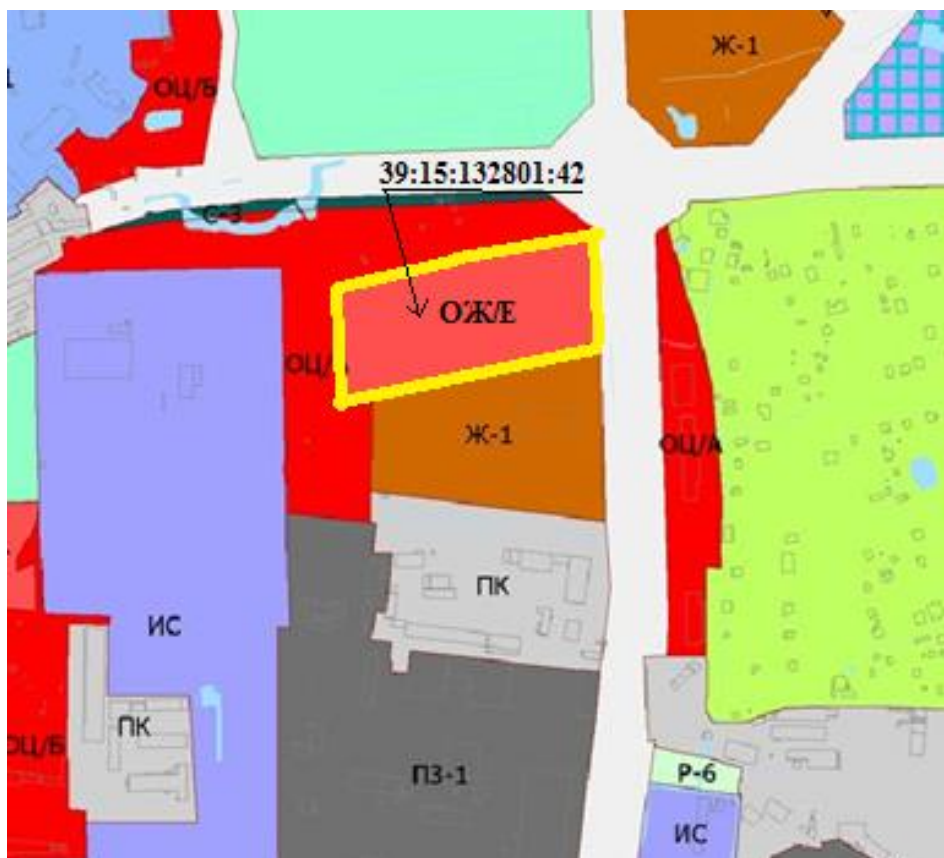 Ж-1
ОЦ/Б
39:15:132801:42
С-3
ОЖ/Е
ОЦ/
Ж-1
ОЦ/А
ПК
ИС
ПК
ОЦ/Б
ПЗ-1
Р-6
ИС